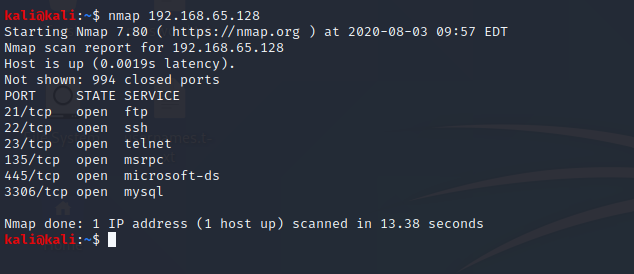 kali@kali:~$ nmap 192.168.65.128
Starting Nmap 7.80 ( https://nmap.org ) at 2020-08-03 09:57 EDT
Nmap scan report for 192.168.65.128
Host is up (0.0019s latency).
Not shown: 994 closed ports
PORT     STATE SERVICE
21/tcp   open  ftp
22/tcp   open  ssh
23/tcp   open  telnet
135/tcp  open  msrpc
445/tcp  open  microsoft-ds
3306/tcp open  mysql
Nmap done: 1 IP address (1 host up) scanned in 13.38 seconds
kali@kali:~$